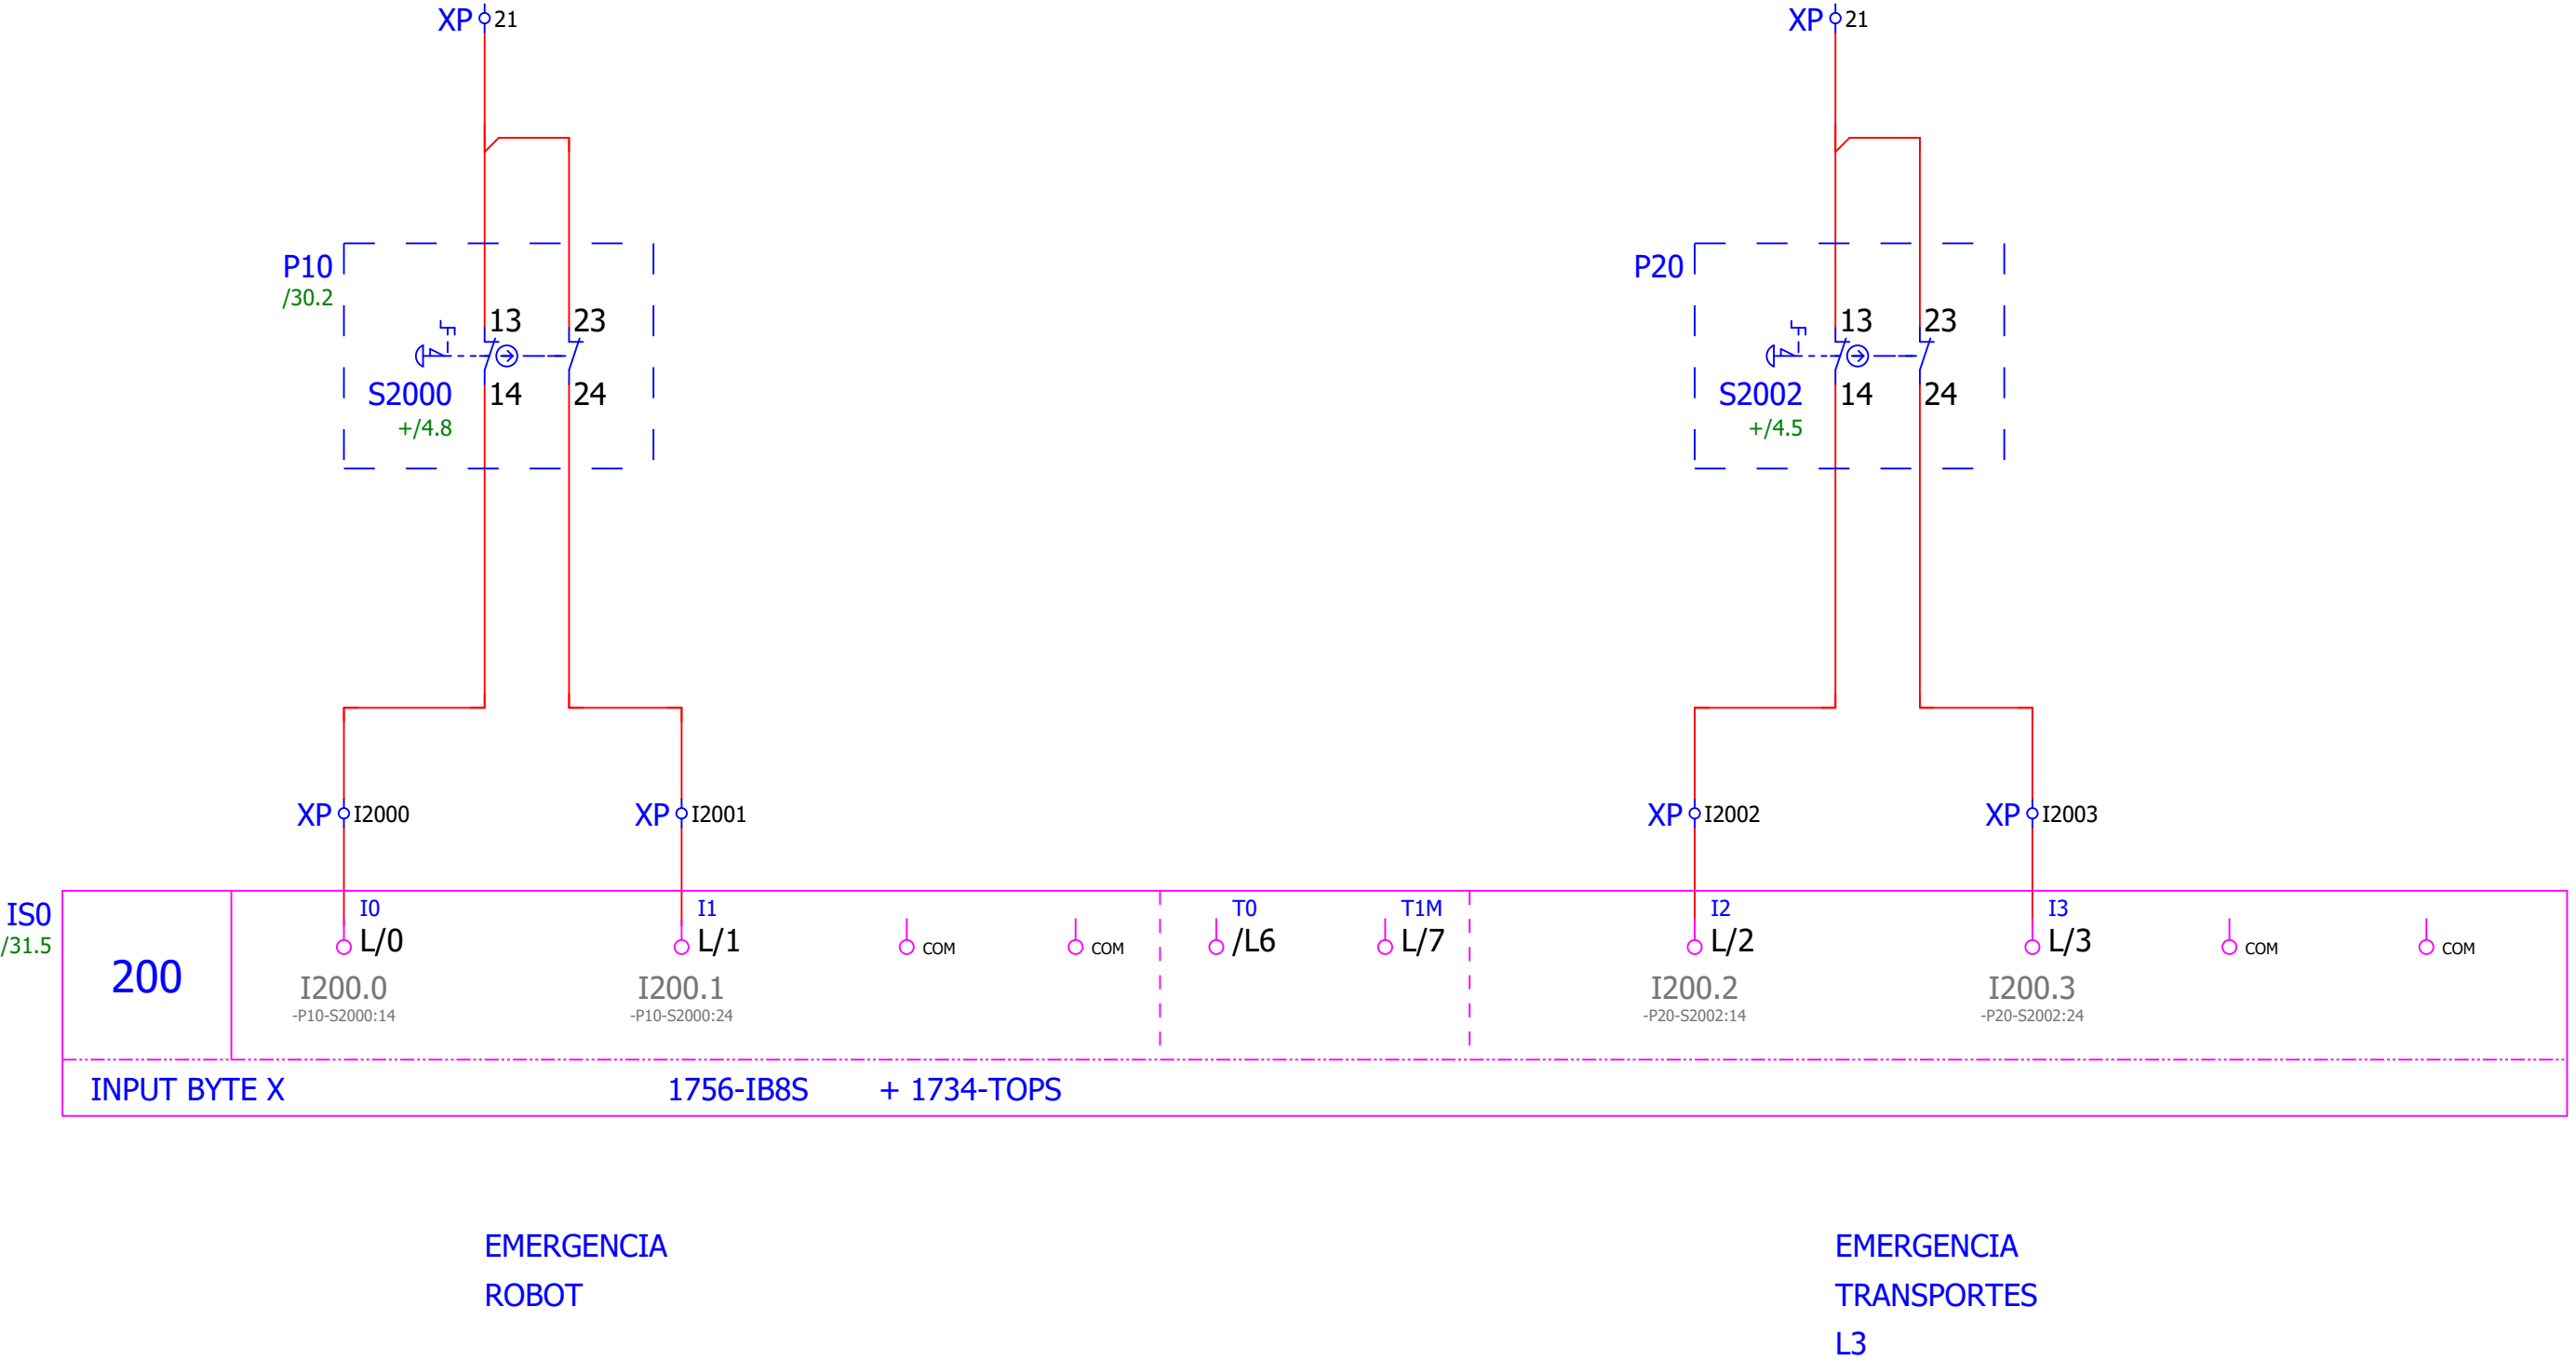 XP 21
XP 21
P10
/30.2
13 23
S2000 14 24
+/4.8
P20
13 23
S2002 14 24
+/4.5
XP I2000
XP I2001
XP I2002
XP I2003
IS0
/31.5
200
I0
L/0
I200.0
-P10-S2000:14
I1
L/1
I200.1
-P10-S2000:24
COM
COM
T0
/L6
T1M
L/7
I2
L/2
I200.2
-P20-S2002:14
I3
L/3
I200.3
-P20-S2002:24
COM
COM
INPUT BYTE X 1756-IB8S + 1734-TOPS
EMERGENCIA
ROBOT
EMERGENCIA
TRANSPORTES
L3